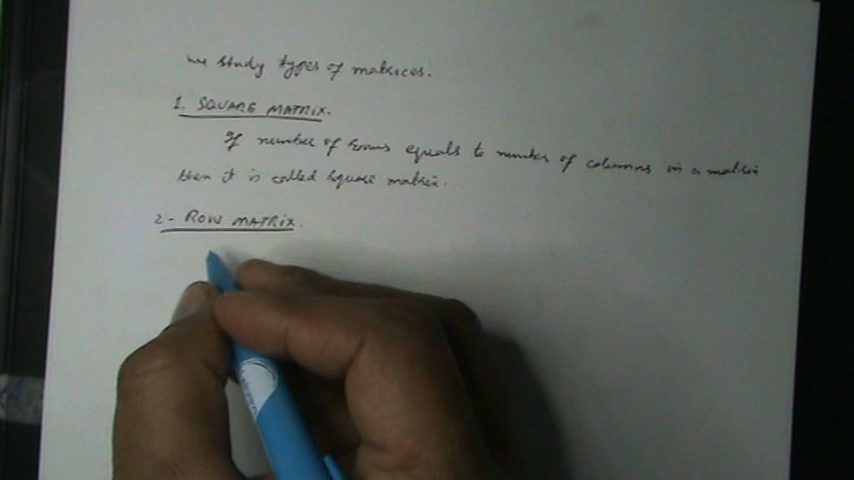 we study types of matrices.
1. SQUARE MATRIX.
If number of rows equals to number of columns in a matrix
then it is called square matrix.
2- ROW MATRIX.